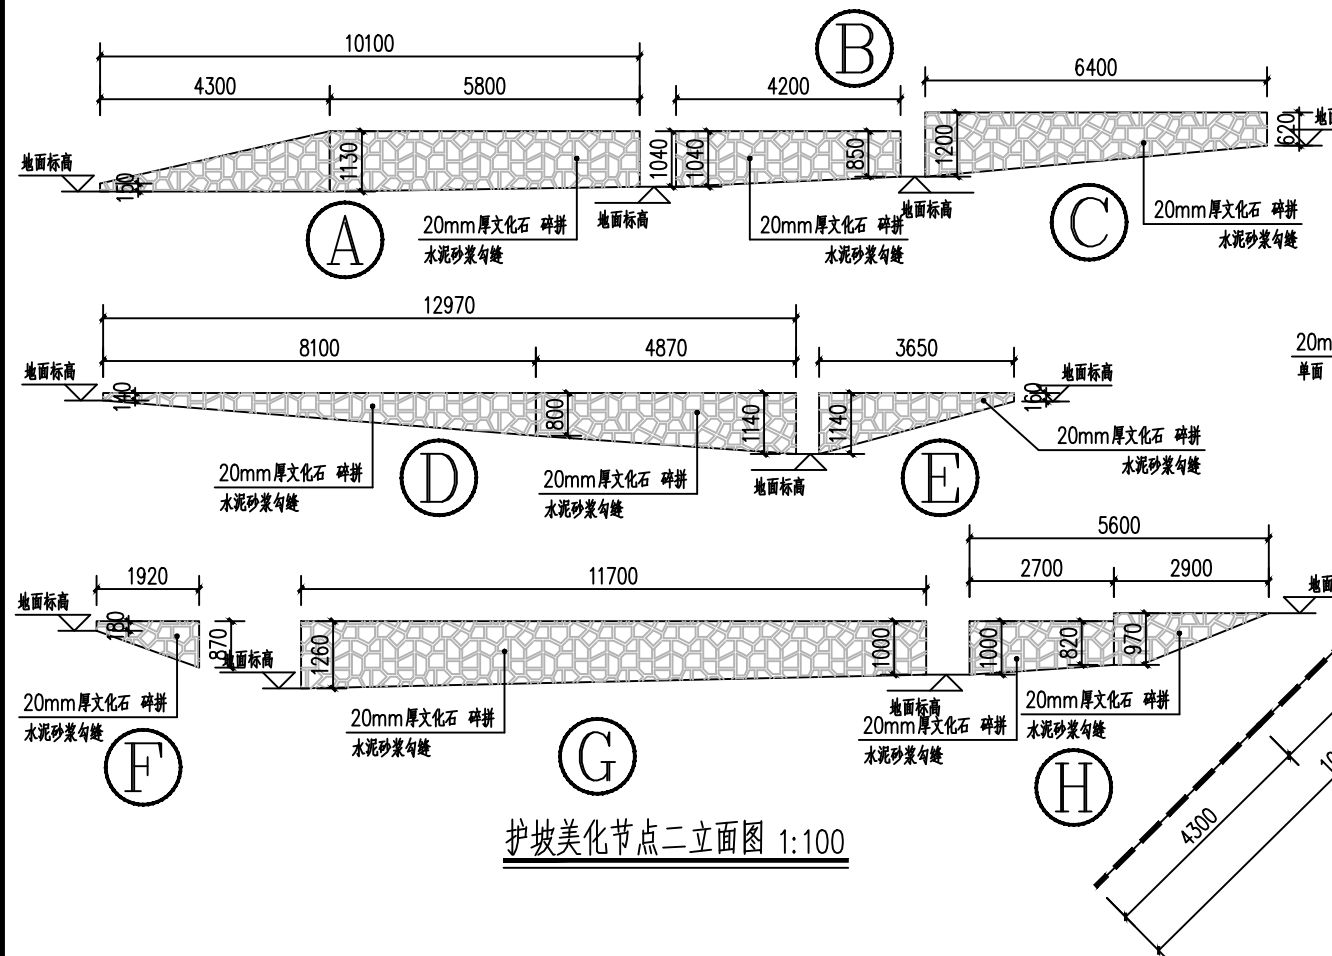 B
10100
6400
4300
5800
4200
地面标高
150
1130
1040
1040
850
1200
620
地面
A
20mm厚文化石 碎拼
水泥砂浆勾缝
地面标高
20mm厚文化石 碎拼
水泥砂浆勾缝
地面标高
C
20mm厚文化石 碎拼
水泥砂浆勾缝
12970
8100
4870
3650
地面标高
140
800
1140
1140
160
地面标高
20m
单面
20mm厚文化石 碎拼
水泥砂浆勾缝
D
20mm厚文化石 碎拼
水泥砂浆勾缝
地面标高
E
20mm厚文化石 碎拼
水泥砂浆勾缝
5600
1920
11700
2700
2900
地面标高
180
870
地面标高
1260
1000
1000
820
970
地面
20mm厚文化石 碎拼
水泥砂浆勾缝
F
20mm厚文化石 碎拼
水泥砂浆勾缝
G
地面标高
20mm厚文化石 碎拼
水泥砂浆勾缝
20mm厚文化石 碎拼
水泥砂浆勾缝
H
4300
10
护坡美化节点二立面图 1:100